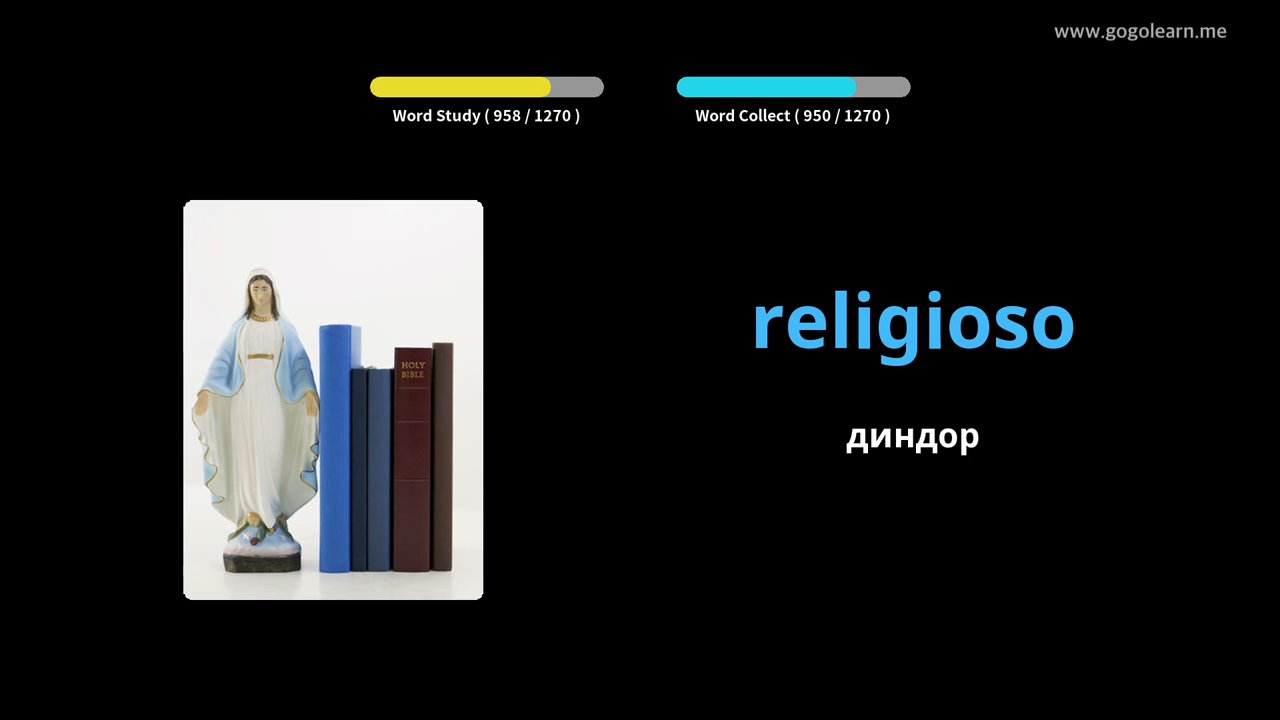 www.gogolearn.me
Word Study ( 958 / 1270 )
Word Collect ( 950 / 1270 )
HOLY
BIBLE
religioso
диндор